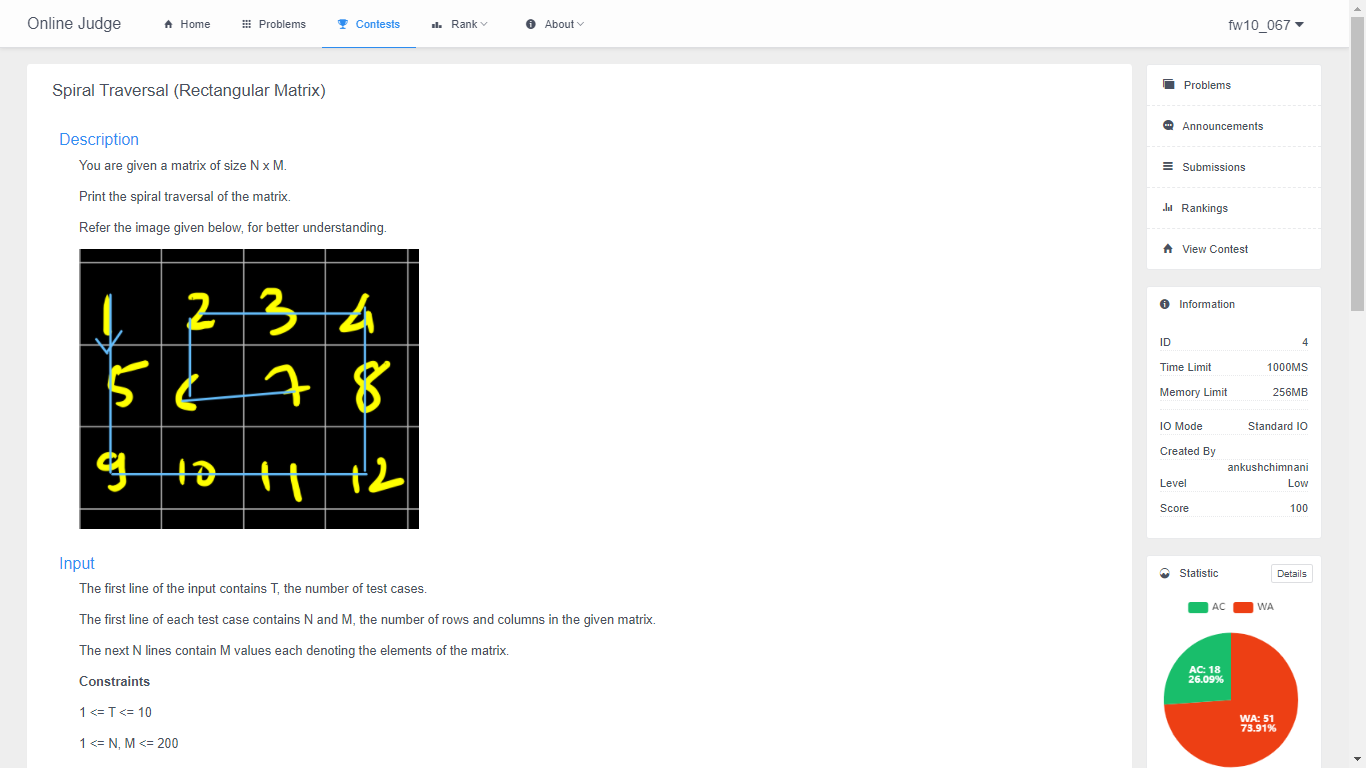 Online Judge
Home
Problems
Contests
Rank
About
fw10_067
Spiral Traversal (Rectangular Matrix)
Description
You are given a matrix of size N x M.
Print the spiral traversal of the matrix.
Refer the image given below, for better understanding.
1 2 3 4
5 6 7 8
9 10 11 12
Input
The first line of the input contains T, the number of test cases.
The first line of each test case contains N and M, the number of rows and columns in the given matrix.
The next N lines contain M values each denoting the elements of the matrix.
Constraints
1 <= T <= 10
1 <= N, M <= 200
Problems
Announcements
Submissions
Rankings
View Contest
Information
ID 4
Time Limit 1000MS
Memory Limit 256MB
IO Mode Standard IO
Created By
ankushchimnani
Level Low
Score 100
Statistic Details
AC WA
AC: 18
26.09%
WA: 51
73.91%